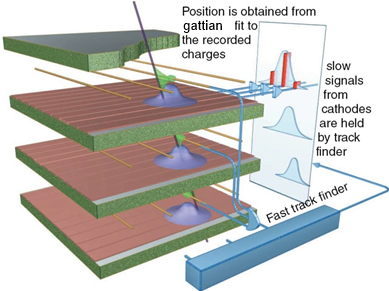 Position is obtained from
gattian fit to
the recorded
charges
slow
signals
from
cathodes
are held
by track
finder
Fast track finder